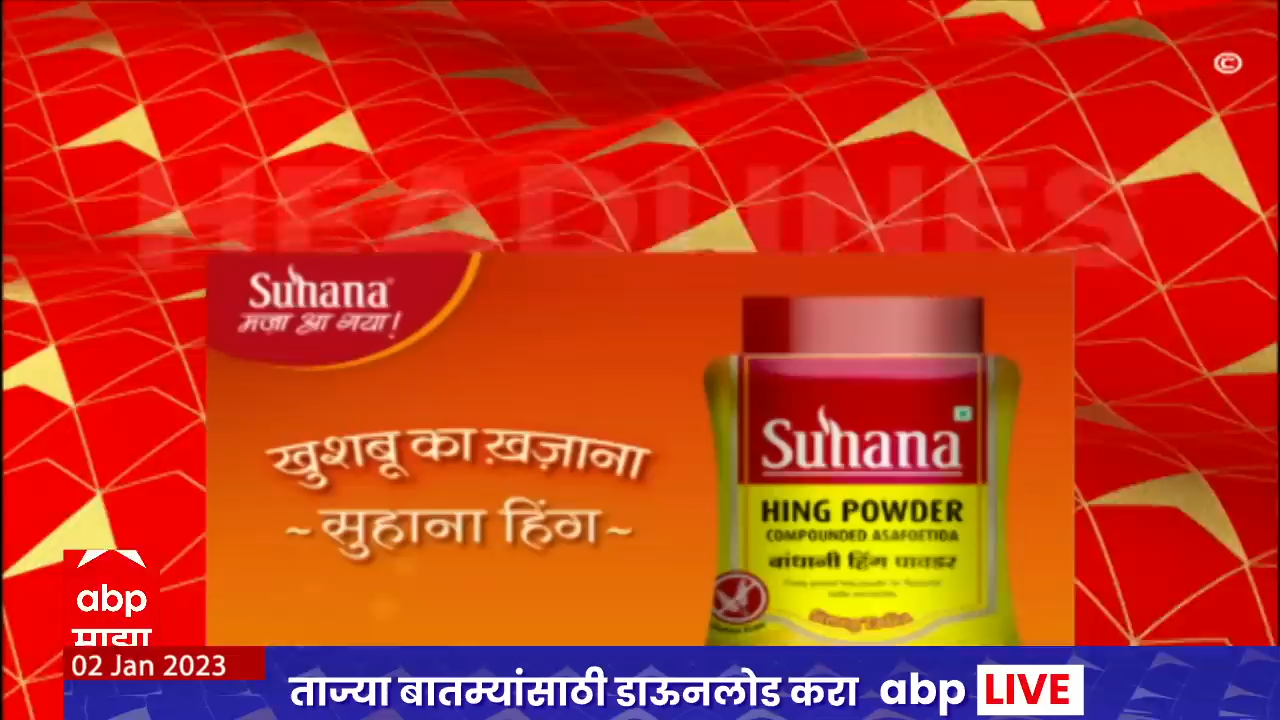 ©
HEADLINES
Suhana
मजा आ गया!
खुशबू का ख़ज़ाना
~सुहाना हिंग~
Suhana
HING POWDER
COMPOUNDED ASAFOETIDA
बांधानी हिंग पावडर
abp
माझा
02 Jan 2023
ताज्या बातम्यांसाठी डाऊनलोड करा abp LIVE